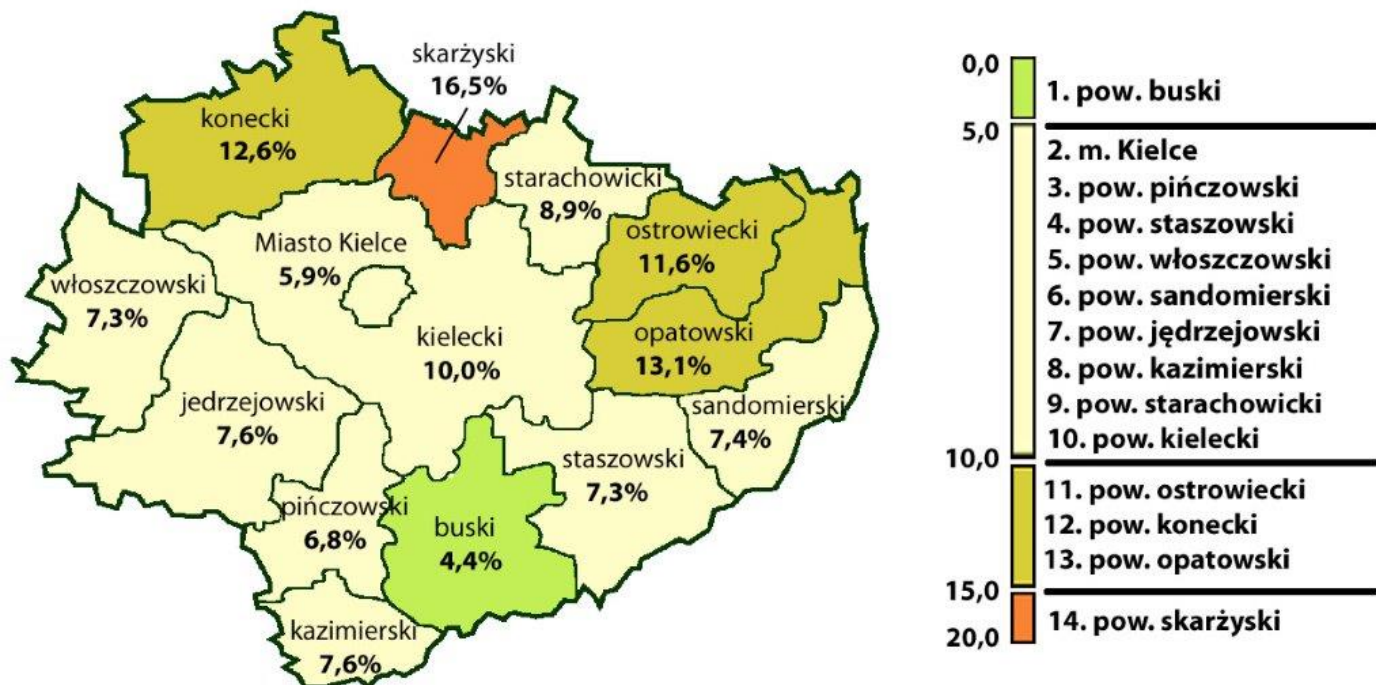 skarżyski
16,5%
konecki
12,6%
starachowicki
8,9%
ostrowiecki
11,6%
Miasto Kielce
5,9%
włoszczowski
7,3%
kielecki
10,0%
opatowski
13,1%
jedrzejowski
7,6%
sandomierski
7,4%
staszowski
7,3%
pińczowski
6,8%
buski
4,4%
kazimierski
7,6%
0,0
1. pow. buski
5,0
2. m. Kielce
3. pow. pińczowski
4. pow. staszowski
5. pow. włoszczowski
6. pow. sandomierski
7. pow. jędrzejowski
8. pow. kazimierski
9. pow. starachowicki
10. pow. kielecki
10,0
11. pow. ostrowiecki
12. pow. konecki
13. pow. opatowski
15,0
14. pow. skarżyski
20,0